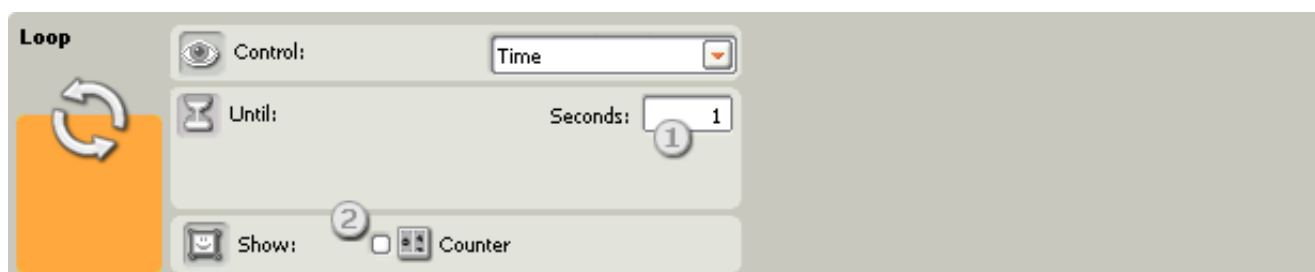 Loop
Control:
Time
Until:
Seconds:
1
1
2
Show:
Counter